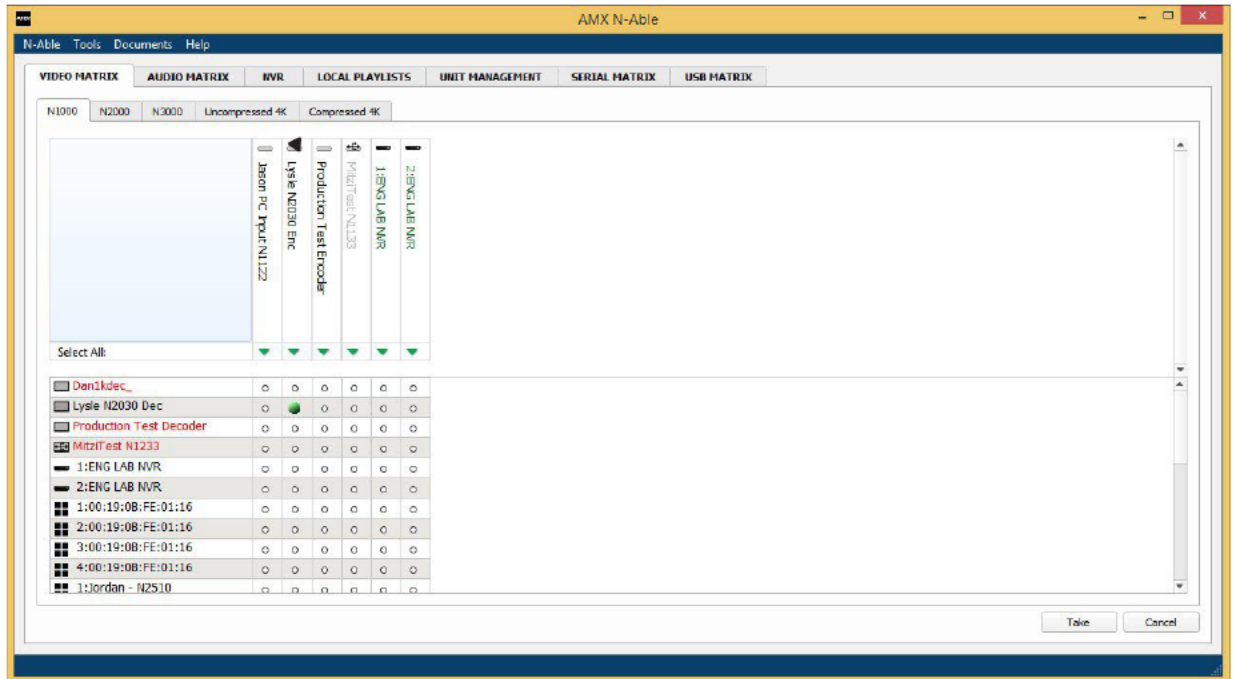 AMX
AMX N-Able
N-Able Tools Documents Help
VIDEO MATRIX AUDIO MATRIX NVR LOCAL PLAYLISTS UNIT MANAGEMENT SERIAL MATRIX USB MATRIX
N1000 N2000 N3000 Uncompressed 4K Compressed 4K
Jason PC Input N1122
Lysle N2030 Enc
Production Test Encoder
MitziTest N1133
1:ENG LAB NVR
2:ENG LAB NVR
Select All:
Dan1kdec_
Lysle N2030 Dec
Production Test Decoder
MitziTest N1233
1:ENG LAB NVR
2:ENG LAB NVR
1:00:19:0B:FE:01:16
2:00:19:0B:FE:01:16
3:00:19:0B:FE:01:16
4:00:19:0B:FE:01:16
1:Jordan - N2510
Take Cancel